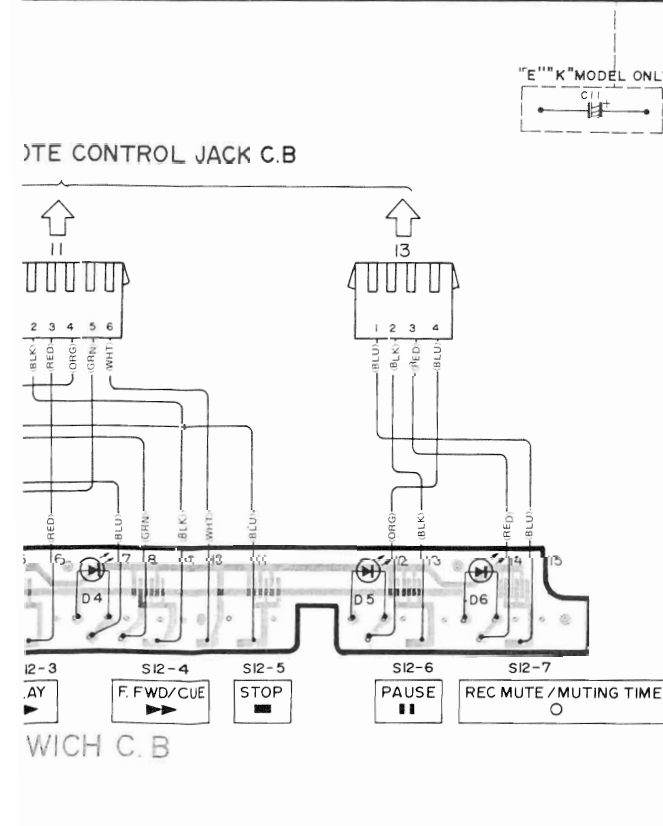 "E""K"MODEL ONL
C11
+
OTE CONTROL JACK C.B
11
13
2 3 4 5 6
1 2 3 4
(BLK) (RED) (ORG) (GRN) (WHT)
(BLU) (BLK) (RED) (BLU)
(RED) (BLU) (GRN) (BLK) (WHT) (BLU)
(ORG) (BLK) (RED) (BLU)
6 7 8
12 13 14 15
D4
D5
D6
12-3
S12-4
S12-5
S12-6
S12-7
AY
F. FWD/CUE
STOP
PAUSE
REC MUTE/MUTING TIME
WICH C.B